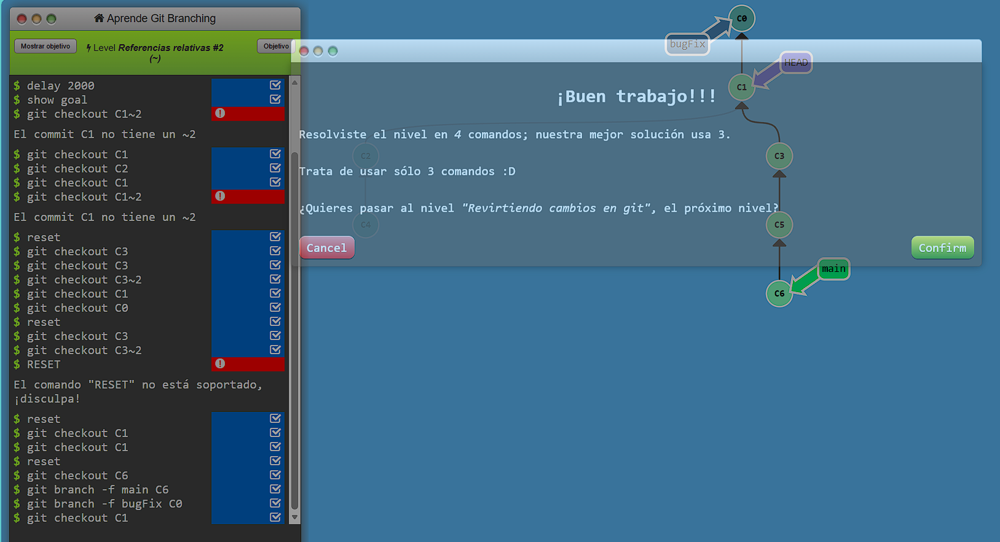 Aprende Git Branching
Mostrar objetivo
Level Referencias relativas #2
(~)
Objetivo
$ delay 2000
$ show goal
$ git checkout C1~2
El commit C1 no tiene un ~2
$ git checkout C1
$ git checkout C2
$ git checkout C1
$ git checkout C1~2
El commit C1 no tiene un ~2
$ reset
$ git checkout C3
$ git checkout C3
$ git checkout C3~2
$ git checkout C1
$ git checkout C0
$ reset
$ git checkout C3
$ git checkout C3~2
$ RESET
El comando "RESET" no está soportado,
¡disculpa!
$ reset
$ git checkout C1
$ git checkout C1
$ reset
$ git checkout C6
$ git branch -f main C6
$ git branch -f bugFix C0
$ git checkout C1
C0
bugFix
HEAD
C1
¡Buen trabajo!!!
Resolviste el nivel en 4 comandos; nuestra mejor solución usa 3.
C2
C3
Trata de usar sólo 3 comandos :D
¿Quieres pasar al nivel "Revirtiendo cambios en git", el próximo nivel?
C4
C5
Cancel
Confirm
main
C6